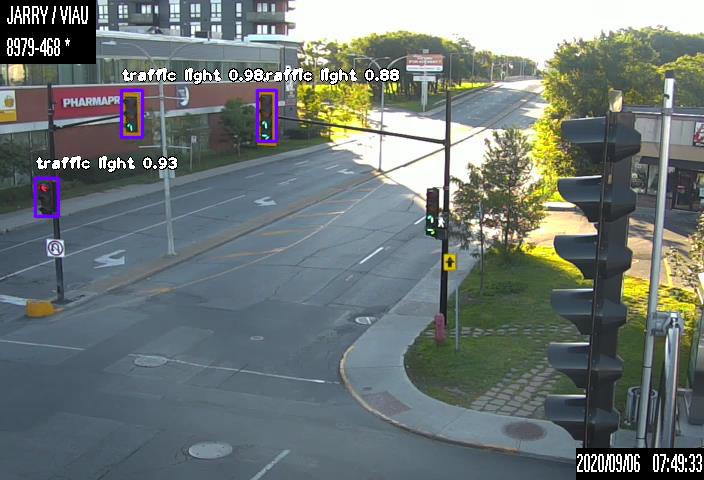 JARRY / VIAU
8979-468 *
traffic light 0.98
traffic light 0.88
PHARMAPR
traffic light 0.93
2020/09/06 07:49:33